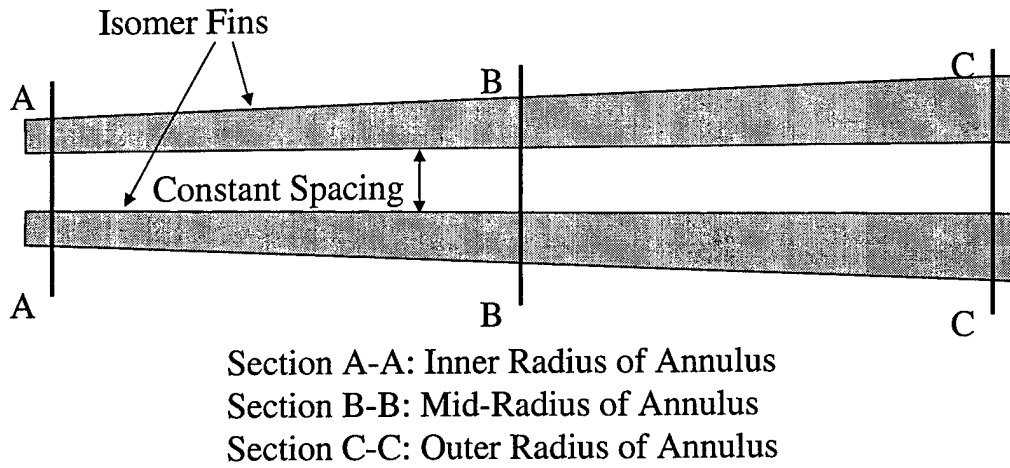 Isomer Fins
A
B
C
Constant Spacing
A
B
C
Section A-A: Inner Radius of Annulus
Section B-B: Mid-Radius of Annulus
Section C-C: Outer Radius of Annulus